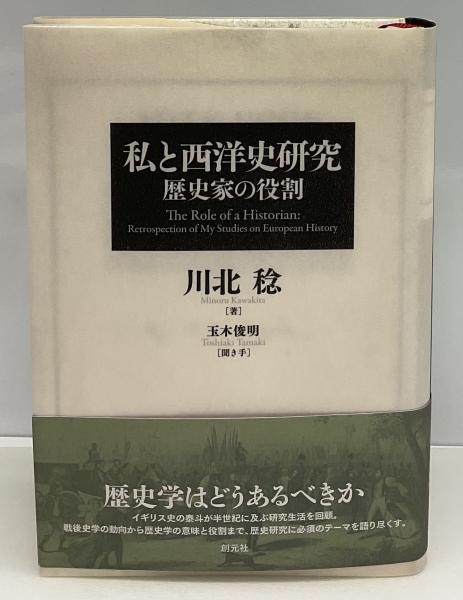 私と西洋史研究
歴史家の役割
The Role of a Historian:
Retrospection of My Studies on European History
川北 稔
Minoru Kawakita
[著]
玉木俊明
Toshiaki Tamaki
[聞き手]
歴史学はどうあるべきか
イギリス史の泰斗が半世紀に及ぶ研究生活を回顧。
戦後史学の動向から歴史学の意味と役割まで、歴史研究に必須のテーマを語り尽くす。
創元社